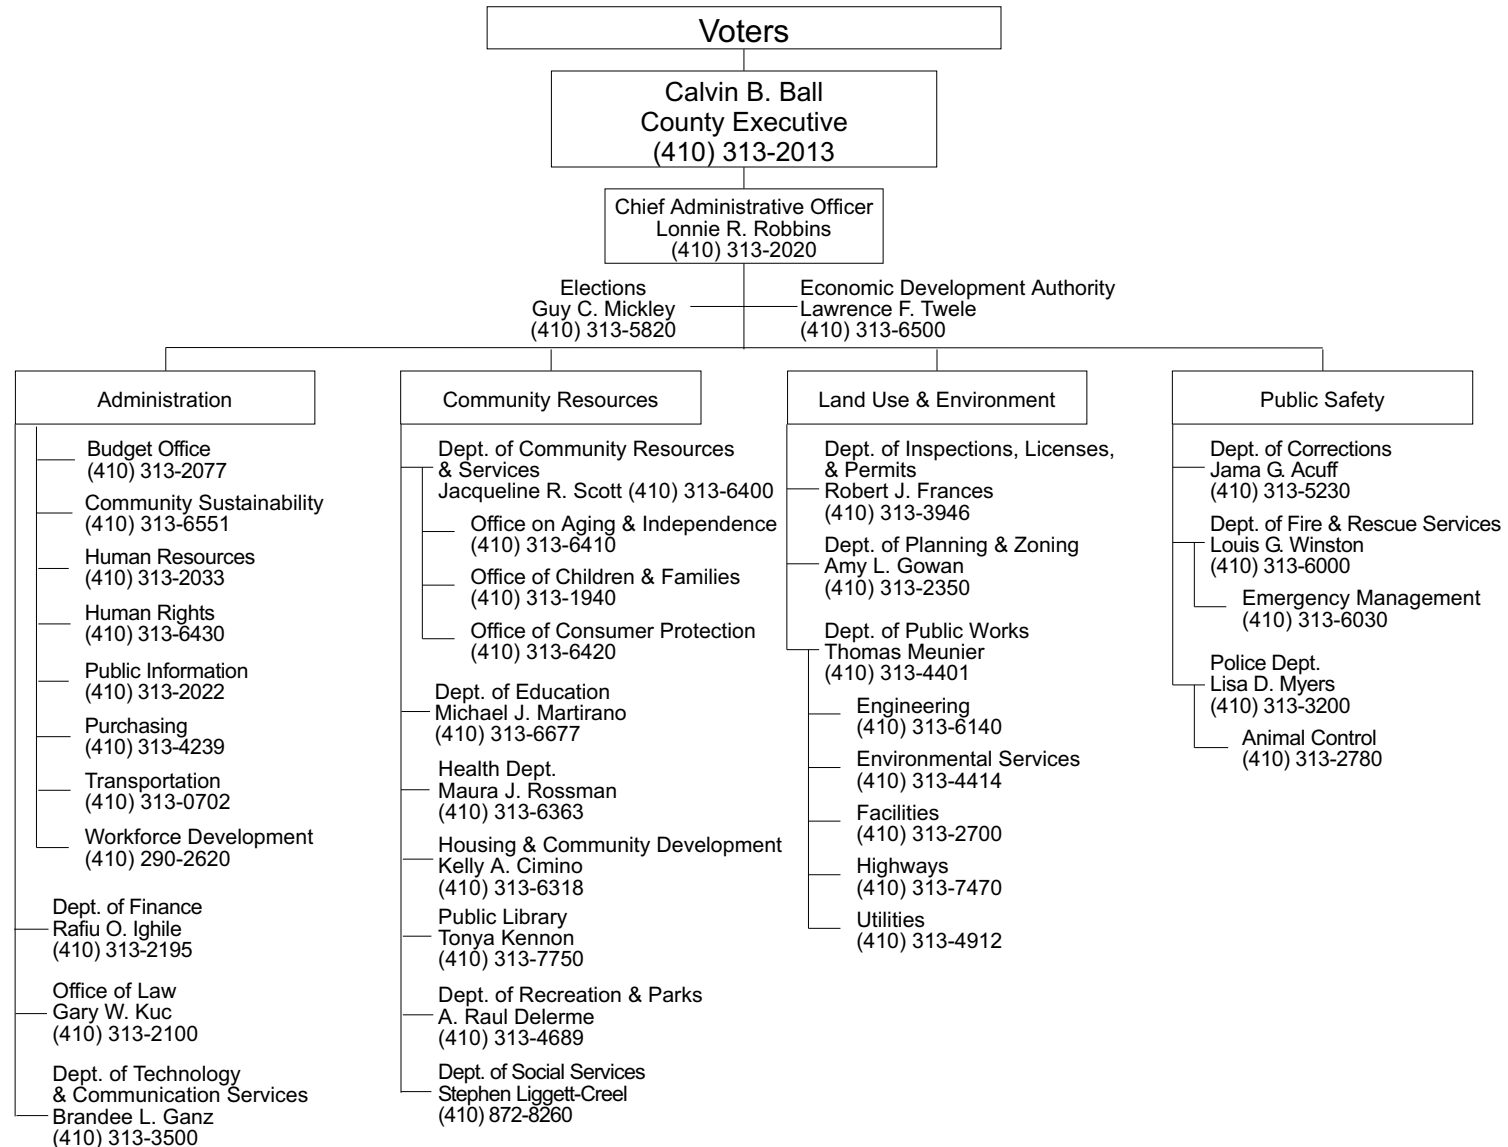 Voters
Calvin B. Ball
County Executive
(410) 313-2013
Chief Administrative Officer
Lonnie R. Robbins
(410) 313-2020
Elections
Guy C. Mickley
(410) 313-5820
Economic Development Authority
Lawrence F. Twele
(410) 313-6500
Administration
Budget Office
(410) 313-2077
Community Sustainability
(410) 313-6551
Human Resources
(410) 313-2033
Human Rights
(410) 313-6430
Public Information
(410) 313-2022
Purchasing
(410) 313-4239
Transportation
(410) 313-0702
Workforce Development
(410) 290-2620
Dept. of Finance
Rafiu O. Ighile
(410) 313-2195
Office of Law
Gary W. Kuc
(410) 313-2100
Dept. of Technology
& Communication Services
Brandee L. Ganz
(410) 313-3500
Community Resources
Dept. of Community Resources
& Services
Jacqueline R. Scott (410) 313-6400
Office on Aging & Independence
(410) 313-6410
Office of Children & Families
(410) 313-1940
Office of Consumer Protection
(410) 313-6420
Dept. of Education
Michael J. Martirano
(410) 313-6677
Health Dept.
Maura J. Rossman
(410) 313-6363
Housing & Community Development
Kelly A. Cimino
(410) 313-6318
Public Library
Tonya Kennon
(410) 313-7750
Dept. of Recreation & Parks
A. Raul Delerme
(410) 313-4689
Dept. of Social Services
Stephen Liggett-Creel
(410) 872-8260
Land Use & Environment
Dept. of Inspections, Licenses,
& Permits
Robert J. Frances
(410) 313-3946
Dept. of Planning & Zoning
Amy L. Gowan
(410) 313-2350
Dept. of Public Works
Thomas Meunier
(410) 313-4401
Engineering
(410) 313-6140
Environmental Services
(410) 313-4414
Facilities
(410) 313-2700
Highways
(410) 313-7470
Utilities
(410) 313-4912
Public Safety
Dept. of Corrections
Jama G. Acuff
(410) 313-5230
Dept. of Fire & Rescue Services
Louis G. Winston
(410) 313-6000
Emergency Management
(410) 313-6030
Police Dept.
Lisa D. Myers
(410) 313-3200
Animal Control
(410) 313-2780